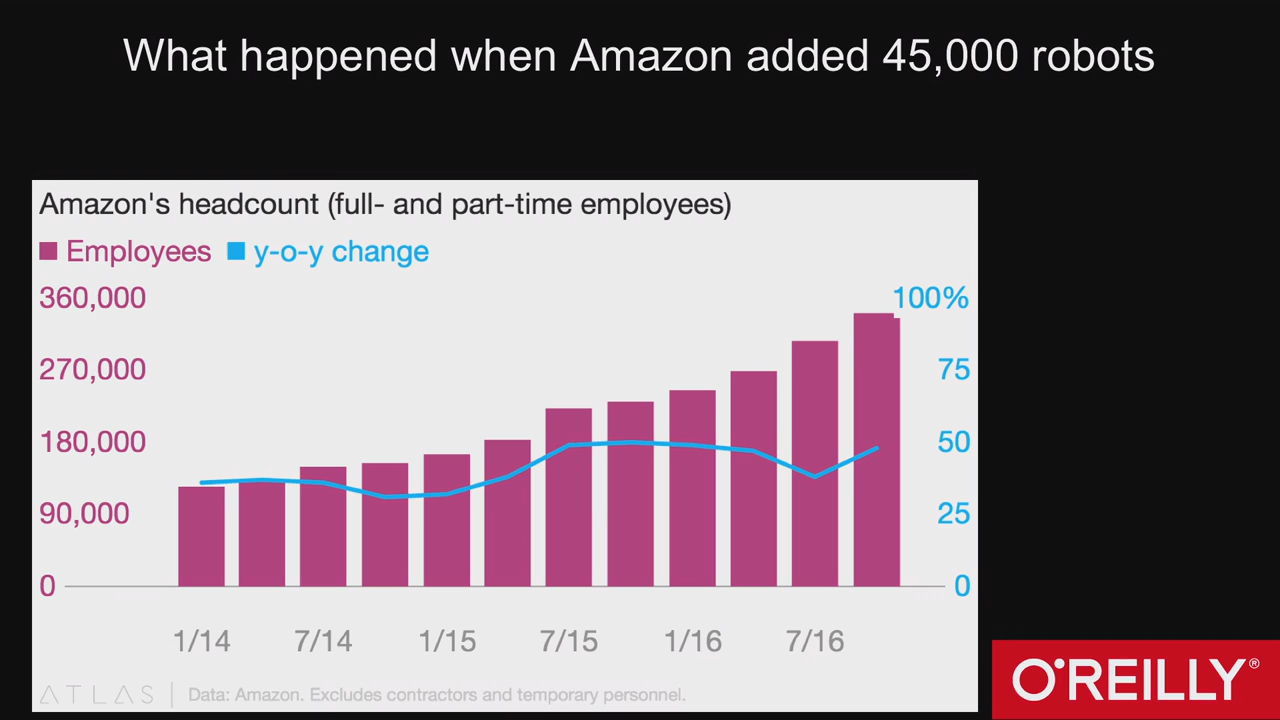 What happened when Amazon added 45,000 robots
Amazon's headcount (full- and part-time employees)
Employees y-o-y change
360,000 100%
270,000 75
180,000 50
90,000 25
0 0
1/14 7/14 1/15 7/15 1/16 7/16
ATLAS | Data: Amazon. Excludes contractors and temporary personnel.
O'REILLY®